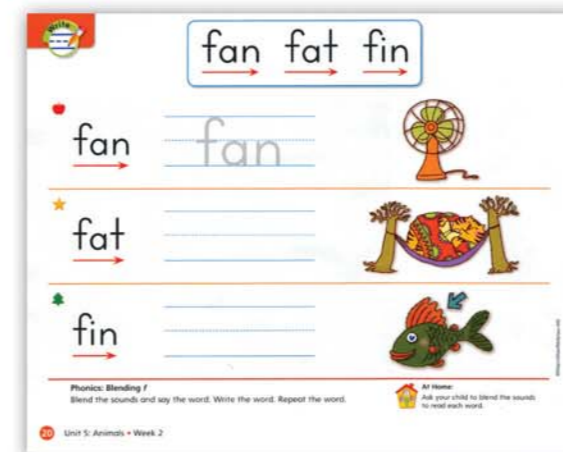 Write
fan fat fin
fan fan
fat
fin
Phonics: Blending f
Blend the sounds and say the word. Write the word. Repeat the word.
At Home:
Ask your child to blend the sounds
to read each word.
20 Unit 5: Animals • Week 2